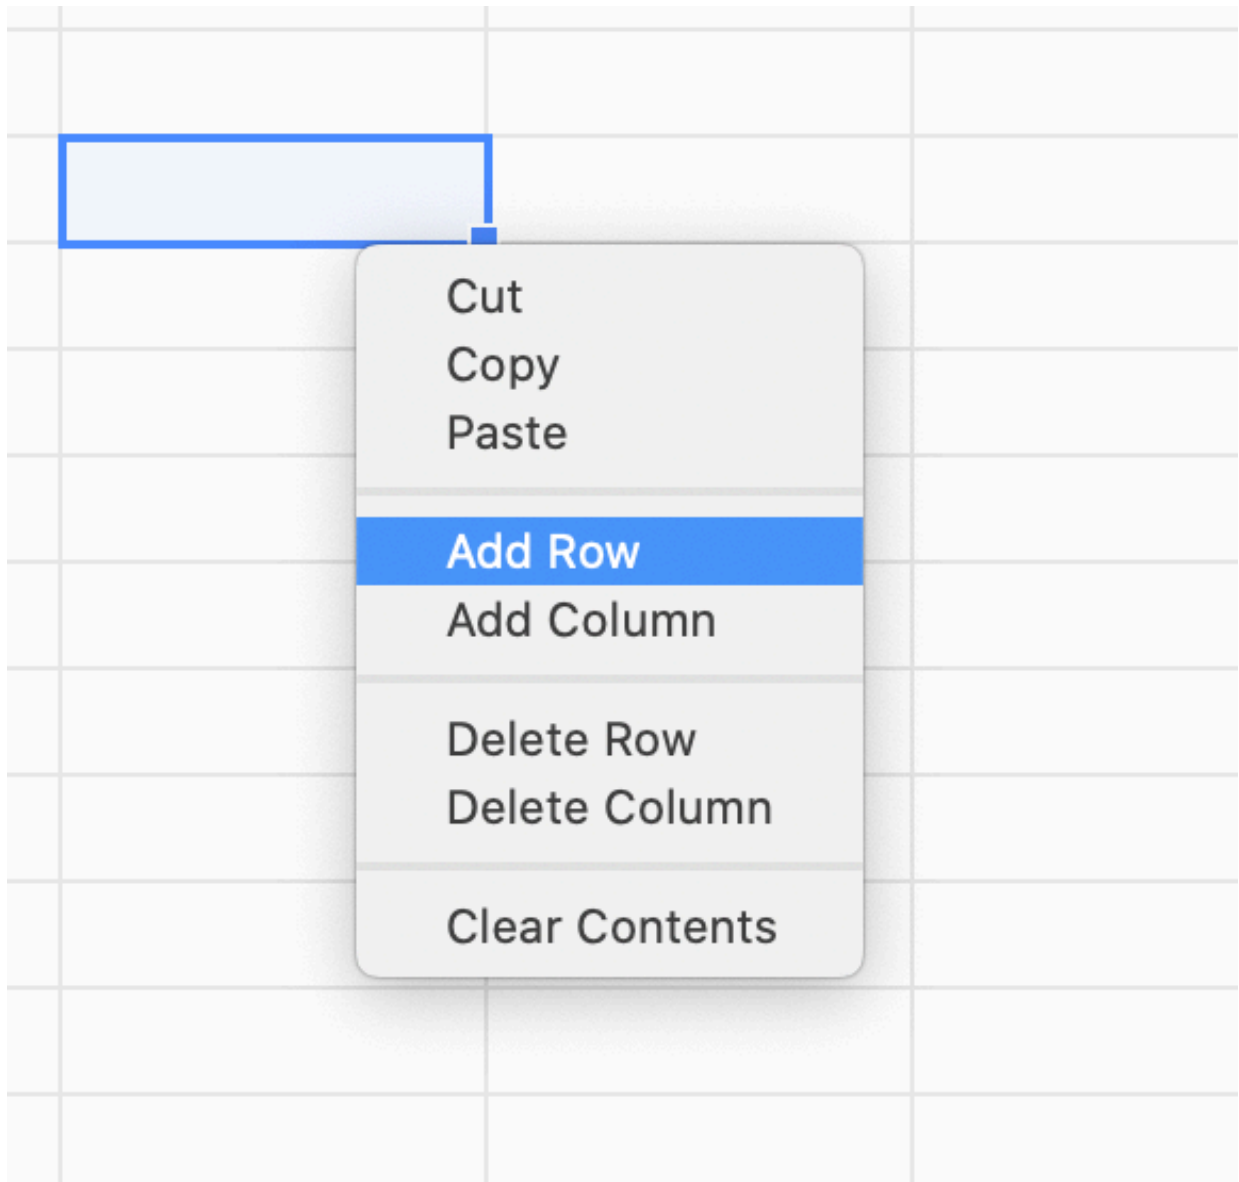 Cut
Copy
Paste
Add Row
Add Column
Delete Row
Delete Column
Clear Contents